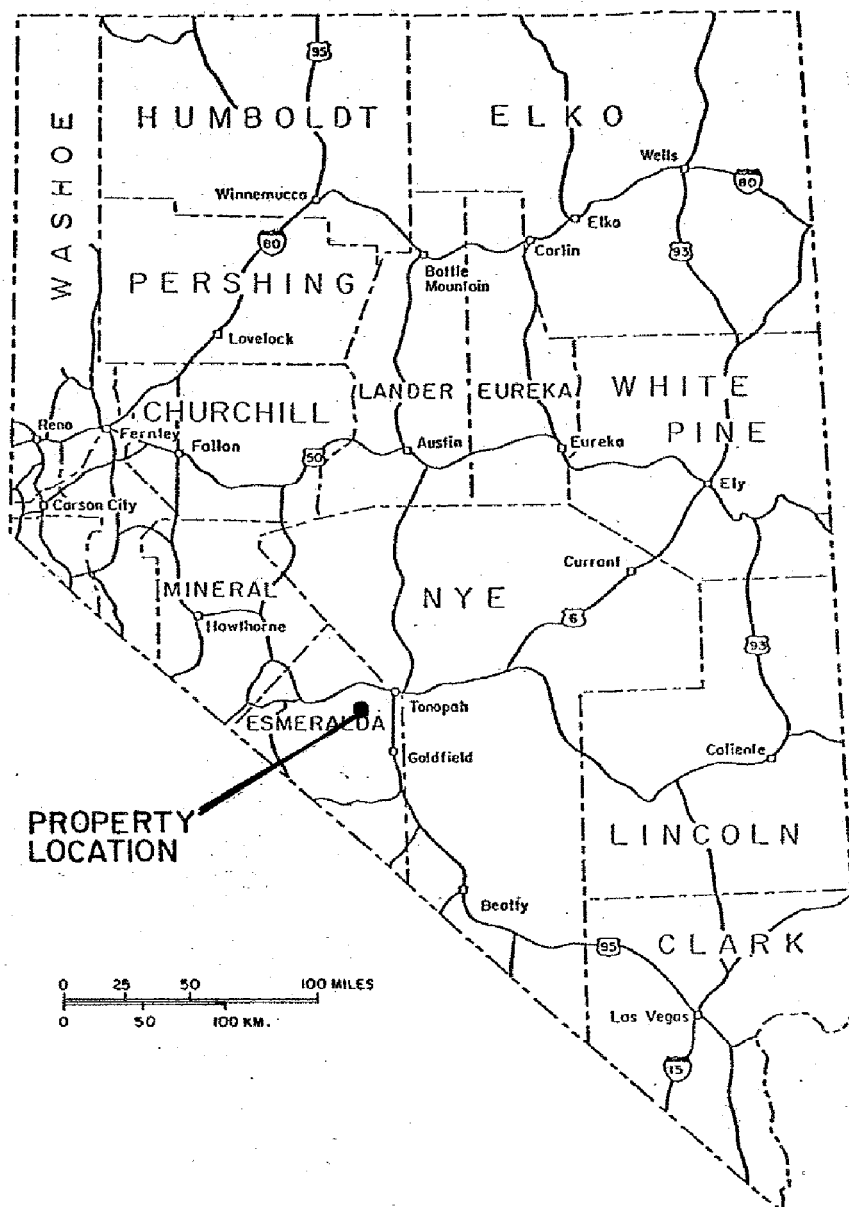 95
HUMBOLDT
ELKO
WASHOE
Wells
80
Winnemucca
Elko
80
Carlin
93
Battle
Mountain
PERSHING
Lovelock
LANDER
EUREKA
WHITE
PINE
CHURCHILL
Reno
Fernley
Fallon
50
Austin
Eureka
Ely
Carson City
Currant
MINERAL
NYE
Hawthorne
6
93
Tonopah
ESMERALDA
Goldfield
Caliente
PROPERTY
LOCATION
LINCOLN
Beatty
95
CLARK
0 25 50 100 MILES
0 50 100 KM.
Las Vegas
15